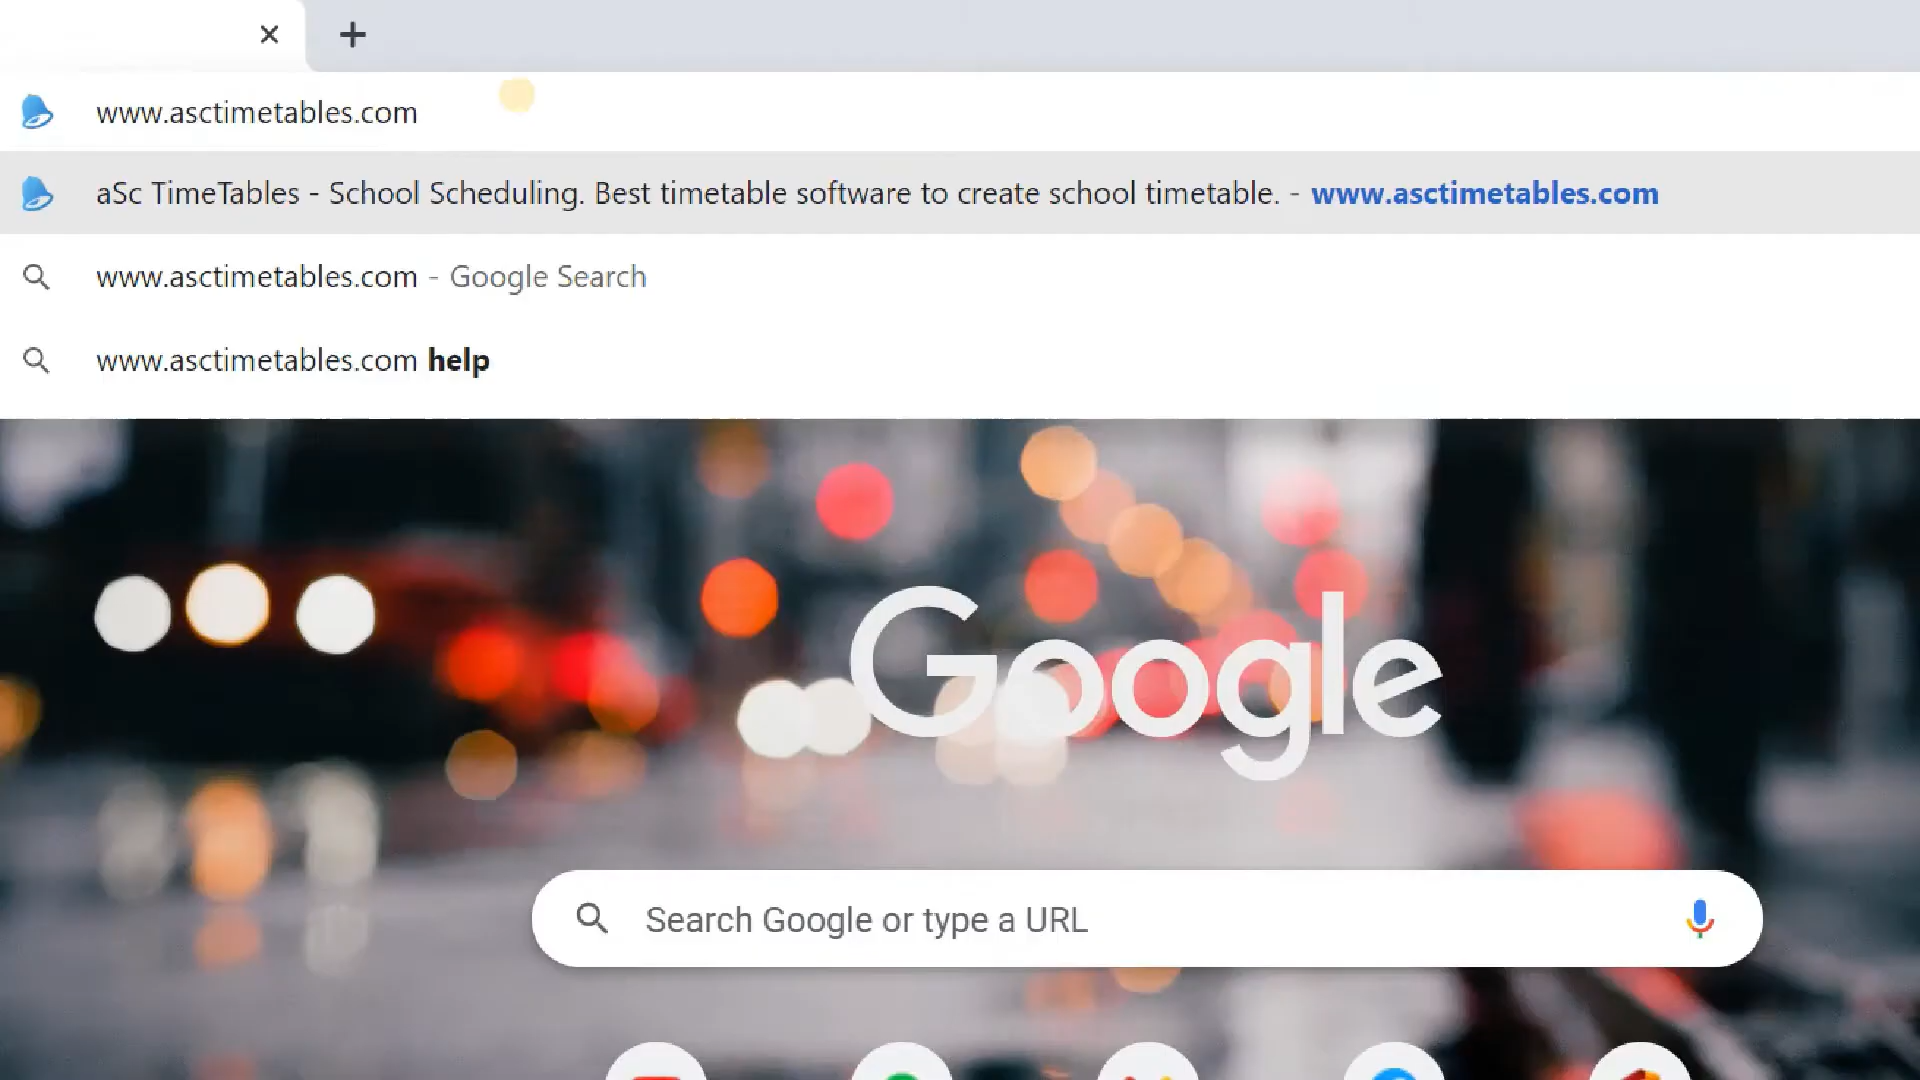 www.asctimetables.com
aSc TimeTables - School Scheduling. Best timetable software to create school timetable. - www.asctimetables.com
www.asctimetables.com - Google Search
www.asctimetables.com help
Google
Search Google or type a URL